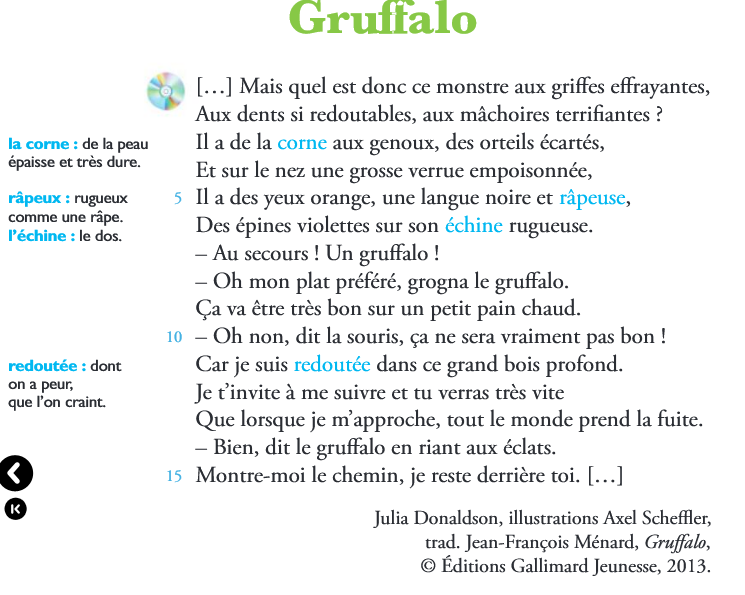 Gruffalo
[…] Mais quel est donc ce monstre aux griffes effrayantes,
Aux dents si redoutables, aux mâchoires terrifiantes ?
Il a de la corne aux genoux, des orteils écartés,
Et sur le nez une grosse verrue empoisonnée,
5 Il a des yeux orange, une langue noire et râpeuse,
Des épines violettes sur son échine rugueuse.
– Au secours ! Un gruffalo !
– Oh mon plat préféré, grogna le gruffalo.
Ça va être très bon sur un petit pain chaud.
10 – Oh non, dit la souris, ça ne sera vraiment pas bon !
Car je suis redoutée dans ce grand bois profond.
Je t’invite à me suivre et tu verras très vite
Que lorsque je m’approche, tout le monde prend la fuite.
– Bien, dit le gruffalo en riant aux éclats.
15 Montre-moi le chemin, je reste derrière toi. […]
la corne : de la peau
épaisse et très dure.
râpeux : rugueux
comme une râpe.
l’échine : le dos.
redoutée : dont
on a peur,
que l’on craint.
Julia Donaldson, illustrations Axel Scheffler,
trad. Jean-François Ménard, Gruffalo,
© Éditions Gallimard Jeunesse, 2013.